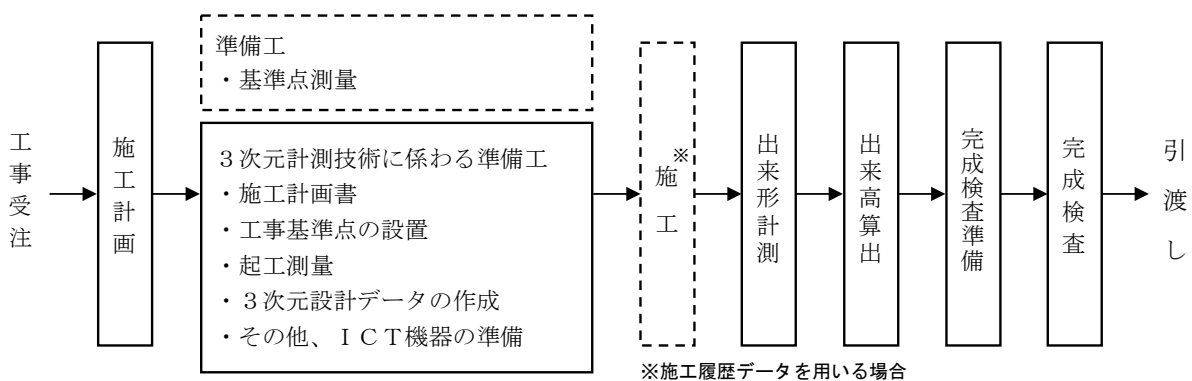 工事受注
施工計画
準備工
・基準点測量
３次元計測技術に係わる準備工
・施工計画書
・工事基準点の設置
・起工測量
・３次元設計データの作成
・その他、ＩＣＴ機器の準備
※
施工
出来形計測
出来高算出
完成検査準備
完成検査
引渡し
※施工履歴データを用いる場合